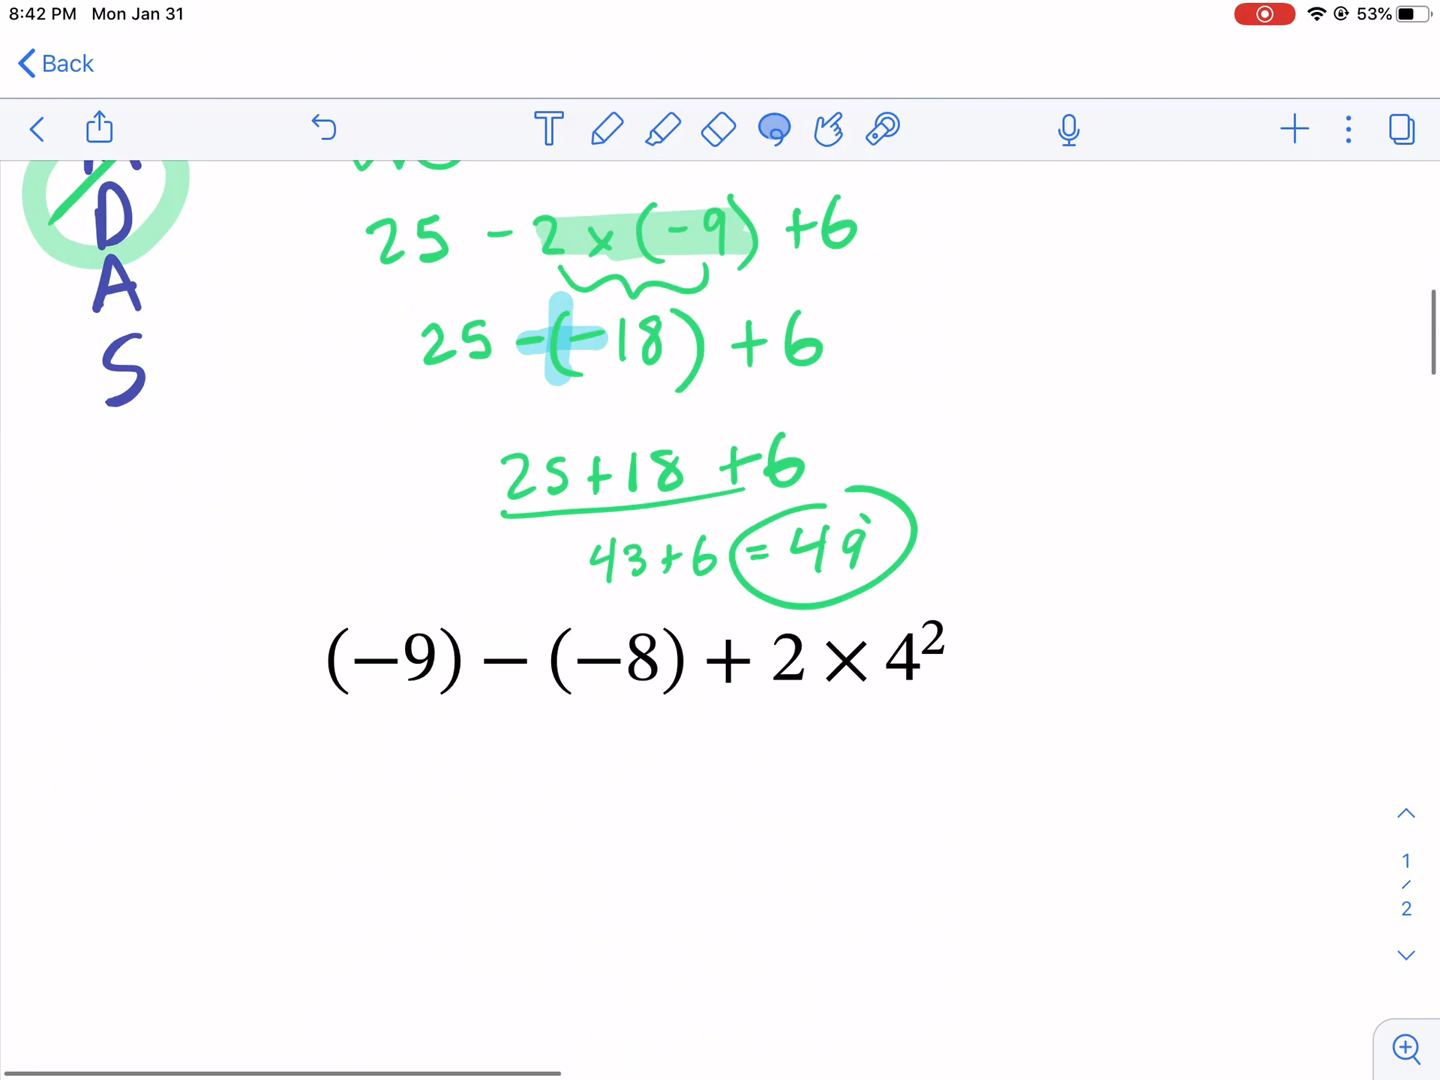 8:42 PM Mon Jan 31
53%
Back
D
A
S
25 - 2 × (-9) + 6
25 - (-18) + 6
25 + 18 + 6
43 + 6 = 49
(−9) − (−8) + 2 × 4²
1
/
2